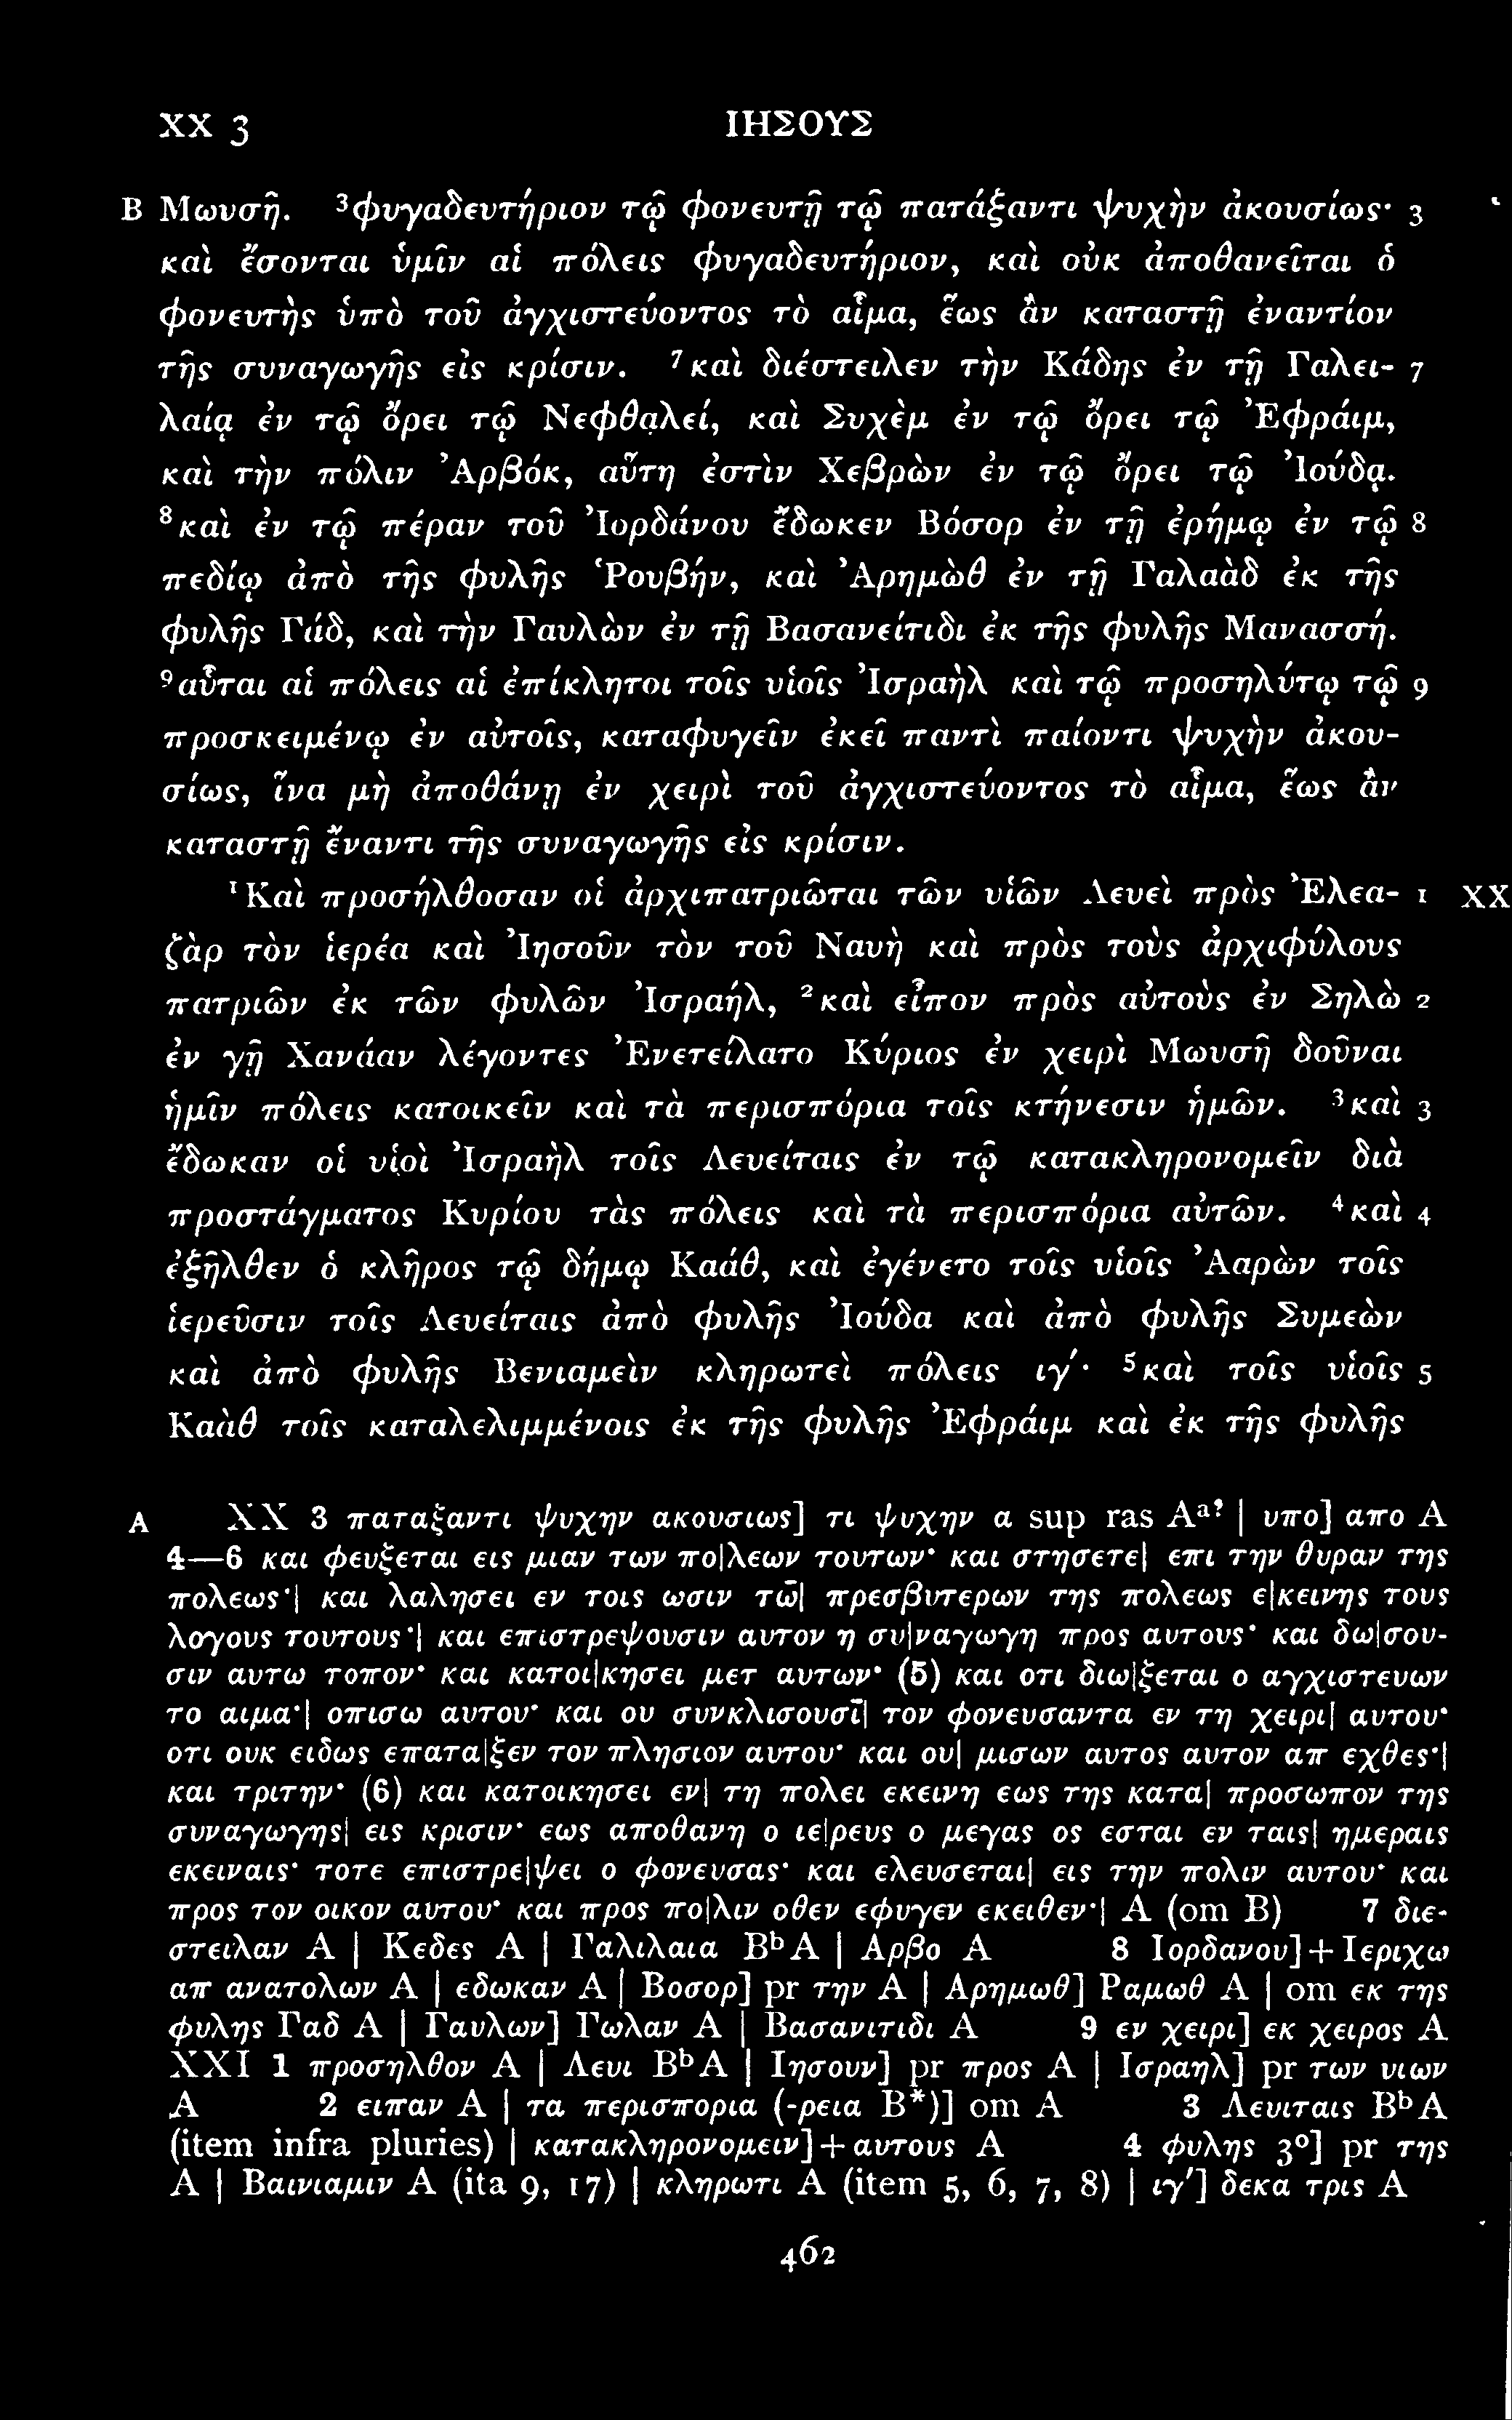 XX 3 ΙΗΣΟΥΣ
B Μωυσῆ. ³φυγαδευτήριον τῷ φονευτῇ τῷ πατάξαντι ψυχὴν ἀκουσίως· 3
καὶ ἔσονται ὑμῖν αἱ πόλεις φυγαδευτήριον, καὶ οὐκ ἀποθανεῖται ὁ
φονευτὴς ὑπὸ τοῦ ἀγχιστεύοντος τὸ αἷμα, ἕως ἂν καταστῇ ἐναντίον
τῆς συναγωγῆς εἰς κρίσιν. ⁷καὶ διέστειλεν τὴν Κάδης ἐν τῇ Γαλει- 7
λαίᾳ ἐν τῷ ὄρει τῷ Νεφθαλεί, καὶ Συχὲμ ἐν τῷ ὄρει τῷ Ἐφράιμ,
καὶ τὴν πόλιν Ἀρβόκ, αὕτη ἐστὶν Χεβρὼν ἐν τῷ ὄρει τῷ Ἰούδᾳ.
⁸καὶ ἐν τῷ πέραν τοῦ Ἰορδάνου ἔδωκεν Βόσορ ἐν τῇ ἐρήμῳ ἐν τῷ 8
πεδίῳ ἀπὸ τῆς φυλῆς Ῥουβήν, καὶ Ἀρημὼθ ἐν τῇ Γαλαὰδ ἐκ τῆς
φυλῆς Γάδ, καὶ τὴν Γαυλὼν ἐν τῇ Βασανείτιδι ἐκ τῆς φυλῆς Μανασσή.
⁹αὗται αἱ πόλεις αἱ ἐπίκλητοι τοῖς υἱοῖς Ἰσραὴλ καὶ τῷ προσηλύτῳ τῷ 9
προσκειμένῳ ἐν αὐτοῖς, καταφυγεῖν ἐκεῖ παντὶ παίοντι ψυχὴν ἀκου-
σίως, ἵνα μὴ ἀποθάνῃ ἐν χειρὶ τοῦ ἀγχιστεύοντος τὸ αἷμα, ἕως ἂν
καταστῇ ἔναντι τῆς συναγωγῆς εἰς κρίσιν.
¹Καὶ προσήλθοσαν οἱ ἀρχιπατριῶται τῶν υἱῶν Λευεὶ πρὸς Ἐλεα- 1 XX
ζὰρ τὸν ἱερέα καὶ Ἰησοῦν τὸν τοῦ Ναυὴ καὶ πρὸς τοὺς ἀρχιφύλους
πατριῶν ἐκ τῶν φυλῶν Ἰσραήλ, ²καὶ εἶπον πρὸς αὐτοὺς ἐν Σηλὼ 2
ἐν γῇ Χανάαν λέγοντες Ἐνετείλατο Κύριος ἐν χειρὶ Μωυσῆ δοῦναι
ἡμῖν πόλεις κατοικεῖν καὶ τὰ περισπόρια τοῖς κτήνεσιν ἡμῶν. ³καὶ 3
ἔδωκαν οἱ υἱοὶ Ἰσραὴλ τοῖς Λευείταις ἐν τῷ κατακληρονομεῖν διὰ
προστάγματος Κυρίου τὰς πόλεις καὶ τὰ περισπόρια αὐτῶν. ⁴καὶ 4
ἐξῆλθεν ὁ κλῆρος τῷ δήμῳ Καάθ, καὶ ἐγένετο τοῖς υἱοῖς Ἀαρὼν τοῖς
ἱερεῦσιν τοῖς Λευείταις ἀπὸ φυλῆς Ἰούδα καὶ ἀπὸ φυλῆς Συμεὼν
καὶ ἀπὸ φυλῆς Βενιαμεὶν κληρωτεὶ πόλεις ιγʹ· ⁵καὶ τοῖς υἱοῖς 5
Καὰθ τοῖς καταλελιμμένοις ἐκ τῆς φυλῆς Ἐφράιμ καὶ ἐκ τῆς φυλῆς
A XX 3 παταξαντι ψυχην ακουσιως] τι ψυχην α sup ras Aᵃ? | υπο] απο A
4—6 και φευξεται εις μιαν των πο|λεων τουτων· και στησετε| επι την θυραν της
πολεως·| και λαλησει εν τοις ωσιν τω̅| πρεσβυτερων της πολεως ε|κεινης τους
λογους τουτους·| και επιστρεψουσιν αυτον η συ|ναγωγη προς αυτους· και δω|σου-
σιν αυτω τοπον· και κατοι|κησει μετ αυτων· (5) και οτι διω|ξεται ο αγχιστευων
το αιμα·| οπισω αυτου· και ου συνκλισουσι̅| τον φονευσαντα εν τη χειρι| αυτου·
οτι ουκ ειδως επατα|ξεν τον πλησιον αυτου· και ου| μισων αυτος αυτον απ εχθες·|
και τριτην· (6) και κατοικησει εν| τη πολει εκεινη εως της κατα| προσωπον της
συναγωγης| εις κρισιν· εως αποθανη ο ιε|ρευς ο μεγας ος εσται εν ταις| ημεραις
εκειναις· τοτε επιστρε|ψει ο φονευσας· και ελευσεται| εις την πολιν αυτου· και
προς τον οικον αυτου· και προς πο|λιν οθεν εφυγεν εκειθεν·| A (om B) 7 διε-
στειλαν A | Κεδες A | Γαλιλαια BᵇA | Αρβο A 8 Ιορδανου]+Ιεριχω
απ ανατολων A | εδωκαν A | Βοσορ] pr την A | Αρημωθ] Ραμωθ A | om εκ της
φυλης Γαδ A | Γαυλων] Γωλαν A | Βασανιτιδι A 9 εν χειρι] εκ χειρος A
XXI 1 προσηλθον A | Λευι BᵇA | Ιησουν] pr προς A | Ισραηλ] pr των υιων
A 2 ειπαν A | τα περισπορια (-ρεια B*)] om A 3 Λευιταις BᵇA
(item infra pluries) | κατακληρονομειν]+αυτους A 4 φυλης 3°] pr της
A | Βαινιαμιν A (ita 9, 17) | κληρωτι A (item 5, 6, 7, 8) | ιγʹ] δεκα τρις A
462